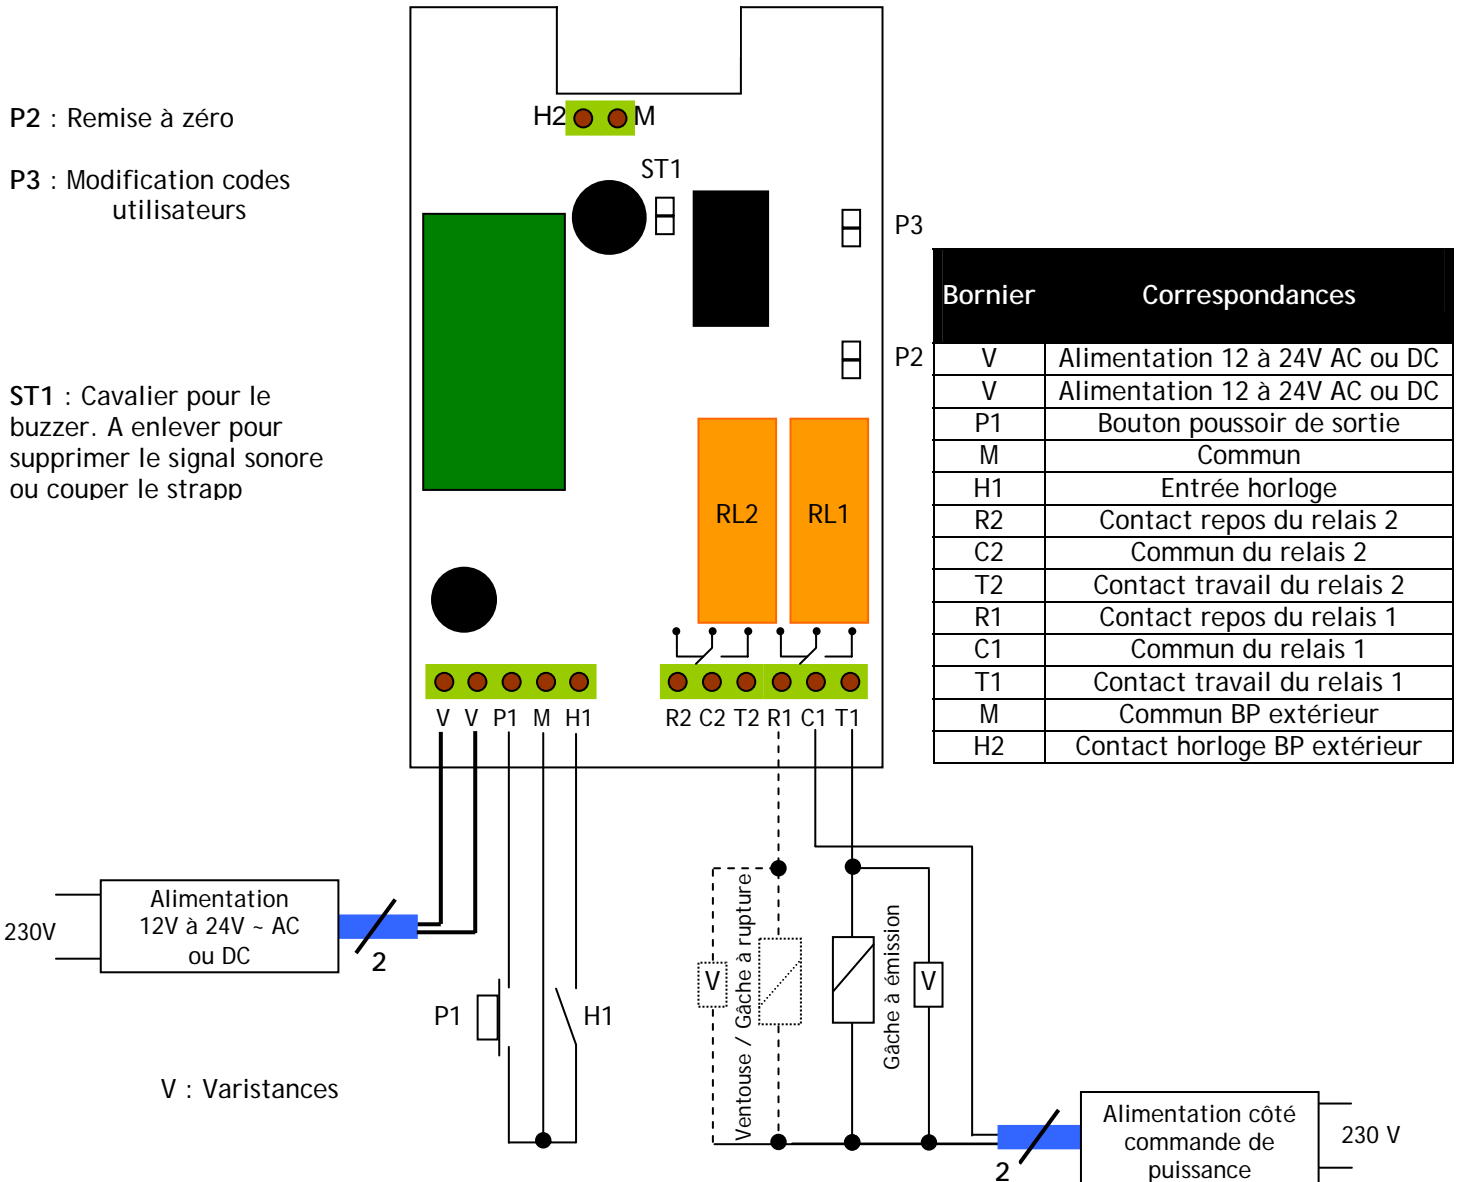 P2 : Remise à zéro
P3 : Modification codes
utilisateurs
ST1 : Cavalier pour le
buzzer. A enlever pour
supprimer le signal sonore
ou couper le strapp
H2
M
ST1
P3
P2
RL2
RL1
V V P1 M H1
R2 C2 T2 R1 C1 T1
Bornier Correspondances
V Alimentation 12 à 24V AC ou DC
V Alimentation 12 à 24V AC ou DC
P1 Bouton poussoir de sortie
M Commun
H1 Entrée horloge
R2 Contact repos du relais 2
C2 Commun du relais 2
T2 Contact travail du relais 2
R1 Contact repos du relais 1
C1 Commun du relais 1
T1 Contact travail du relais 1
M Commun BP extérieur
H2 Contact horloge BP extérieur
230V
Alimentation
12V à 24V ~ AC
ou DC
2
P1
H1
V : Varistances
V
Ventouse / Gâche à rupture
Gâche à émission
V
2
Alimentation côté
commande de
puissance
230 V